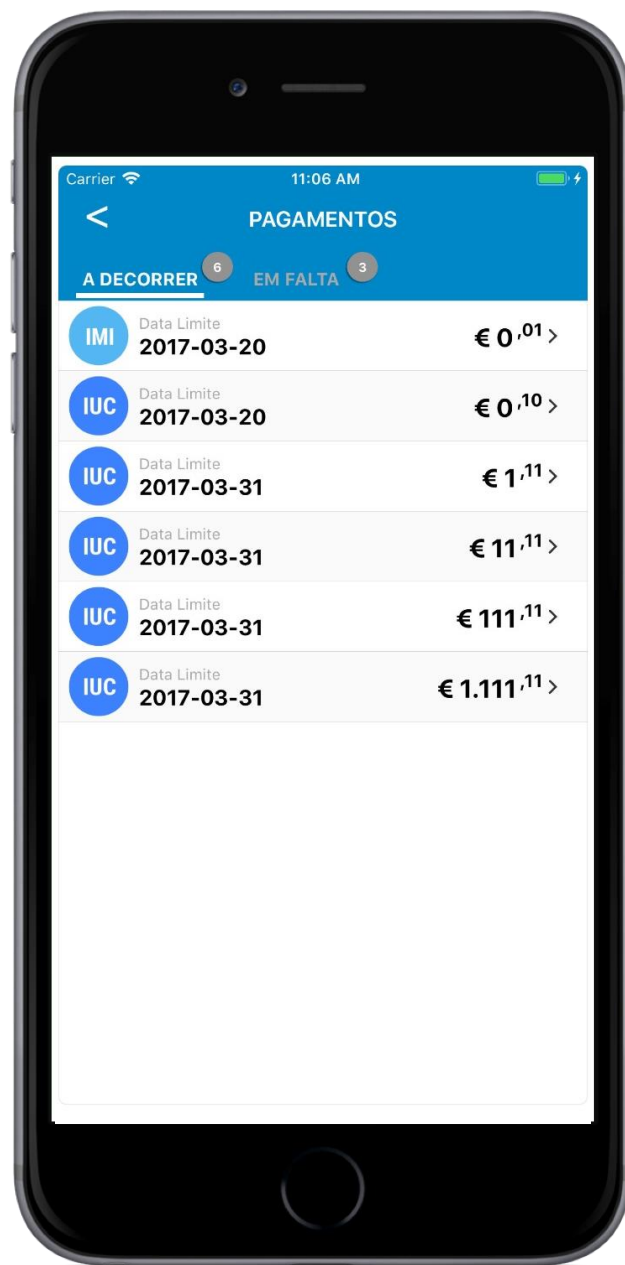 Carrier 11:06 AM
< PAGAMENTOS
A DECORRER 6 EM FALTA 3
IMI Data Limite
2017-03-20 € 0,01 >
IUC Data Limite
2017-03-20 € 0,10 >
IUC Data Limite
2017-03-31 € 1,11 >
IUC Data Limite
2017-03-31 € 11,11 >
IUC Data Limite
2017-03-31 € 111,11 >
IUC Data Limite
2017-03-31 € 1.111,11 >